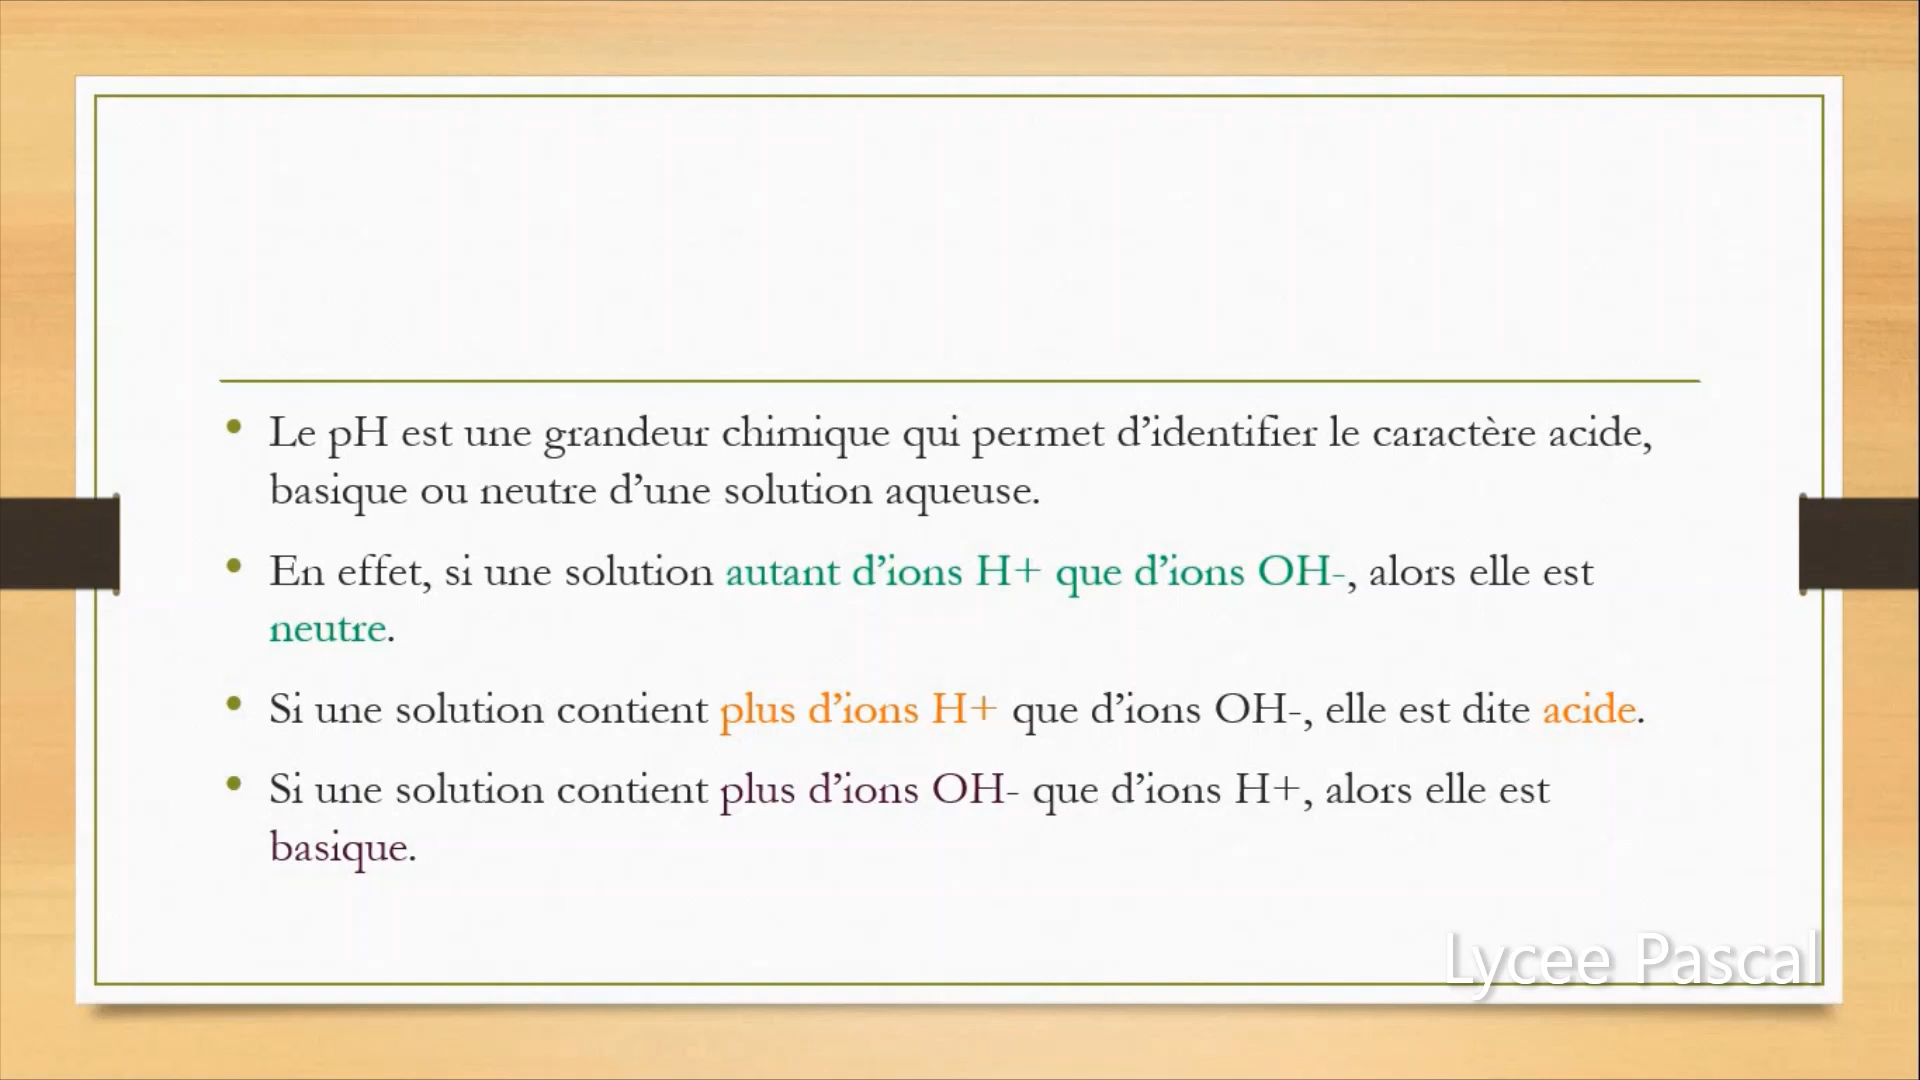 • Le pH est une grandeur chimique qui permet d’identifier le caractère acide,
basique ou neutre d’une solution aqueuse.
• En effet, si une solution autant d’ions H+ que d’ions OH-, alors elle est
neutre.
• Si une solution contient plus d’ions H+ que d’ions OH-, elle est dite acide.
• Si une solution contient plus d’ions OH- que d’ions H+, alors elle est
basique.
Lycee Pascal